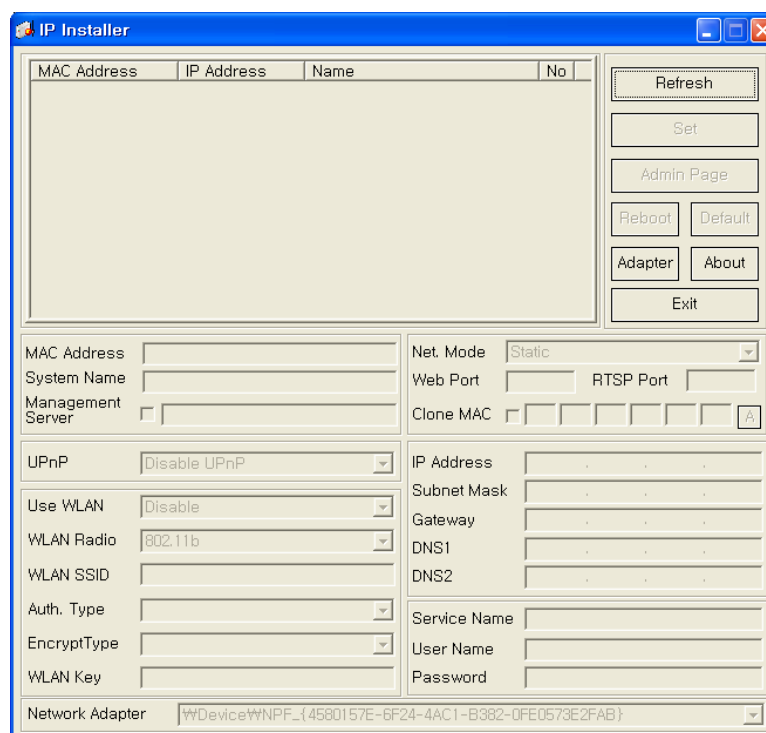 IP Installer
MAC Address IP Address Name No
Refresh
Set
Admin Page
Reboot Default
Adapter About
Exit
MAC Address
System Name
Management
Server
Net. Mode Static
Web Port RTSP Port
Clone MAC A
UPnP Disable UPnP
Use WLAN Disable
WLAN Radio 802.11b
WLAN SSID
Auth. Type
EncryptType
WLAN Key
IP Address . . .
Subnet Mask . . .
Gateway . . .
DNS1 . . .
DNS2 . . .
Service Name
User Name
Password
Network Adapter ₩Device₩NPF_{4580157E-6F24-4AC1-B382-0FE0573E2FAB}